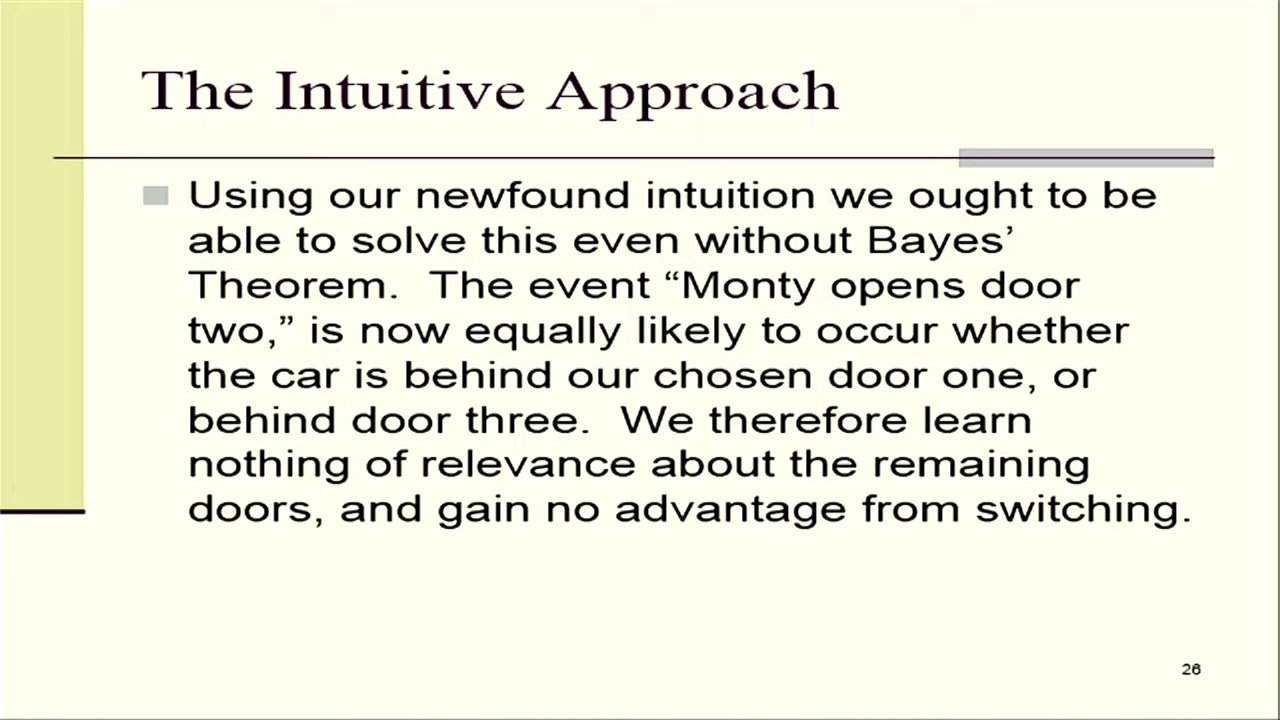 The Intuitive Approach
Using our newfound intuition we ought to be
able to solve this even without Bayes’
Theorem.  The event “Monty opens door
two,” is now equally likely to occur whether
the car is behind our chosen door one, or
behind door three.  We therefore learn
nothing of relevance about the remaining
doors, and gain no advantage from switching.
26